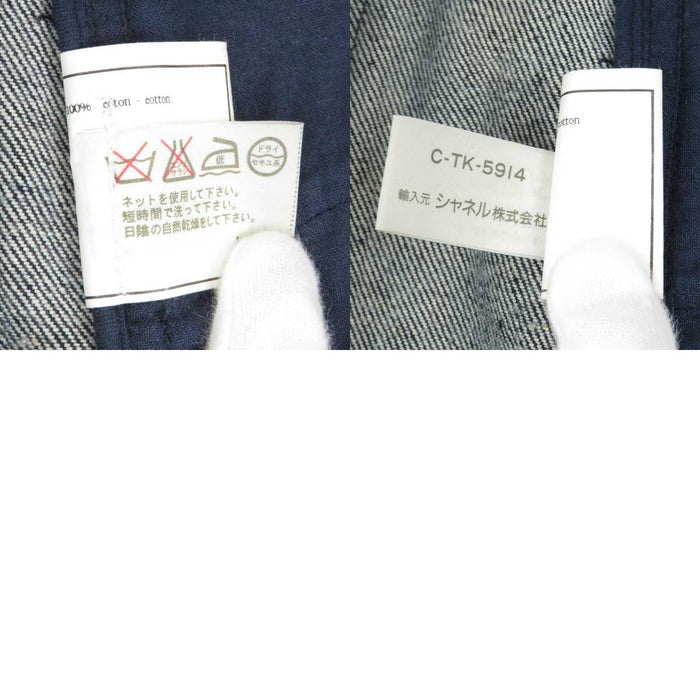 100% cotton - cotton
サラシ
低
ドライ
セキユ系
ネットを使用して下さい。
短時間で洗って下さい。
日陰の自然乾燥をして下さい。
cotton
C-TK-5914
輸入元 シャネル株式会社